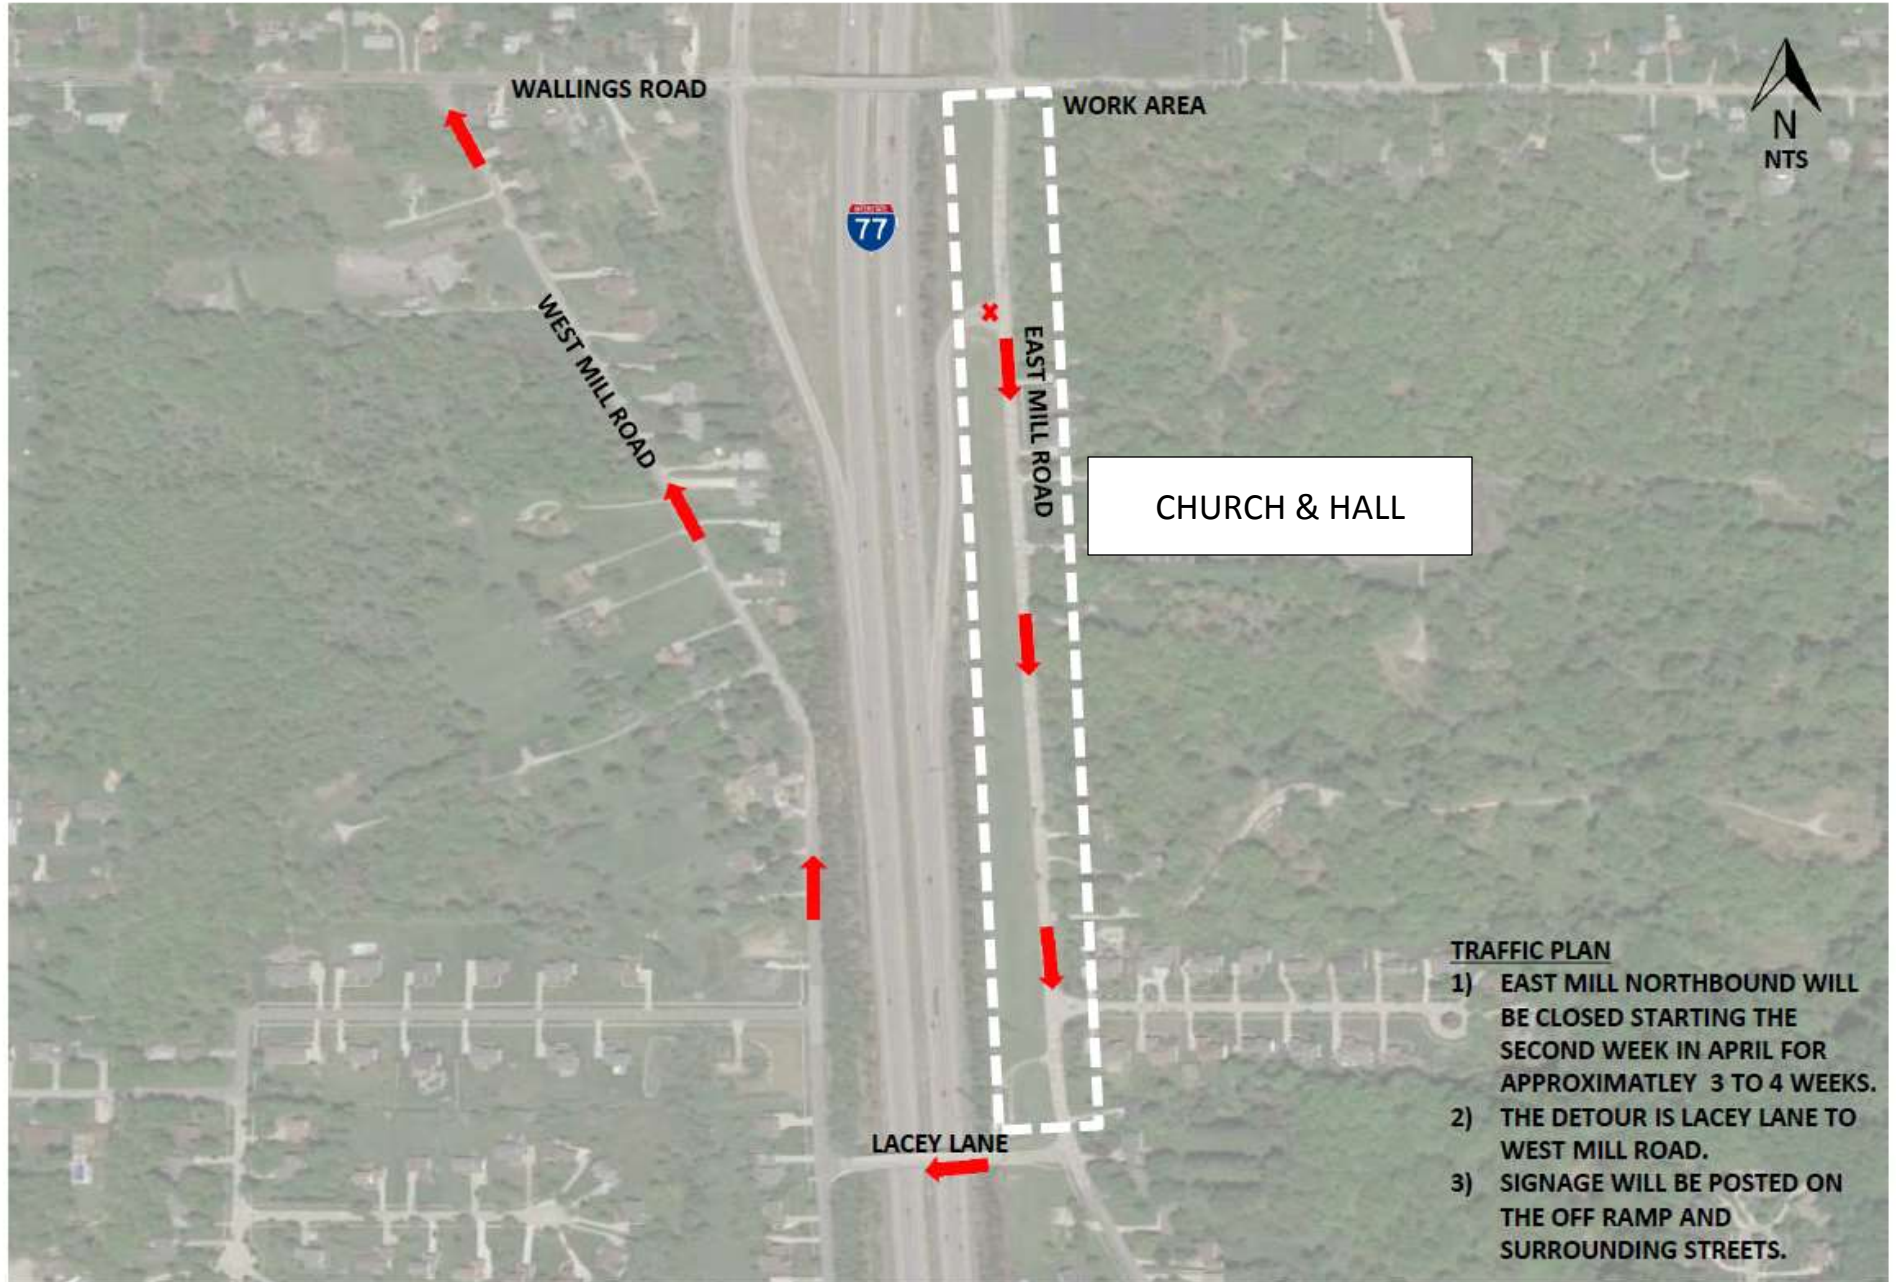 WALLINGS ROAD
WORK AREA
N
NTS
INTERSTATE
77
WEST MILL ROAD
EAST MILL ROAD
CHURCH & HALL
LACEY LANE
TRAFFIC PLAN
1) EAST MILL NORTHBOUND WILL
BE CLOSED STARTING THE
SECOND WEEK IN APRIL FOR
APPROXIMATLEY 3 TO 4 WEEKS.
2) THE DETOUR IS LACEY LANE TO
WEST MILL ROAD.
3) SIGNAGE WILL BE POSTED ON
THE OFF RAMP AND
SURROUNDING STREETS.